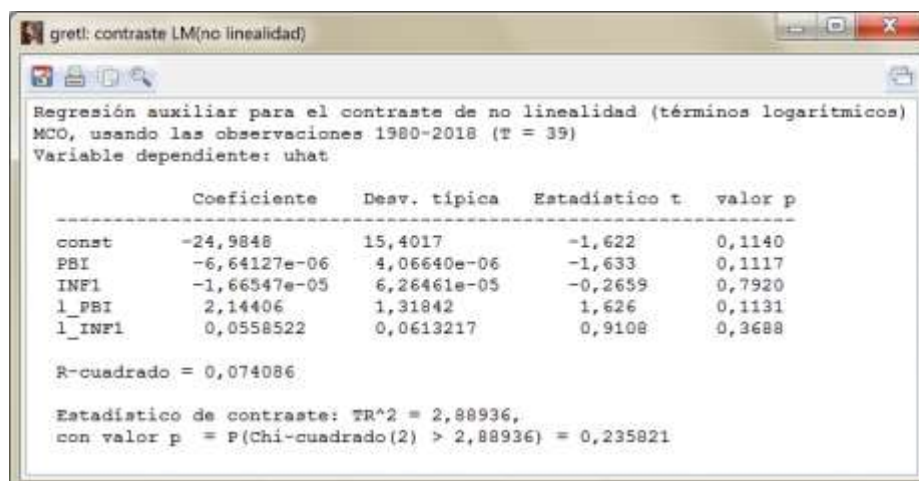 gretl: contraste LM(no linealidad)
Regresión auxiliar para el contraste de no linealidad (términos logarítmicos)
MCO, usando las observaciones 1980-2018 (T = 39)
Variable dependiente: uhat
Coeficiente Desv. típica Estadístico t valor p
const -24,9848 15,4017 -1,622 0,1140
PBI -6,64127e-06 4,06640e-06 -1,633 0,1117
INF1 -1,66547e-05 6,26461e-05 -0,2659 0,7920
l_PBI 2,14406 1,31842 1,626 0,1131
l_INF1 0,0558522 0,0613217 0,9108 0,3688
R-cuadrado = 0,074086
Estadístico de contraste: TR^2 = 2,88936,
con valor p = P(Chi-cuadrado(2) > 2,88936) = 0,235821